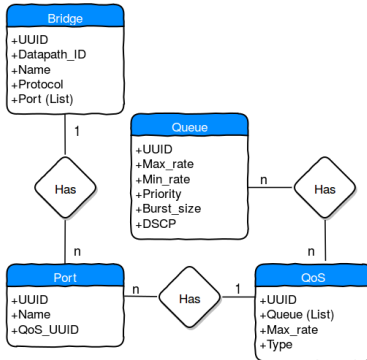 Bridge
+UUID
+Datapath_ID
+Name
+Protocol
+Port (List)
1
Has
n
Queue
+UUID
+Max_rate
+Min_rate
+Priority
+Burst_size
+DSCP
n
Has
n
Port
+UUID
+Name
+QoS_UUID
n
Has
1
QoS
+UUID
+Queue (List)
+Max_rate
+Type